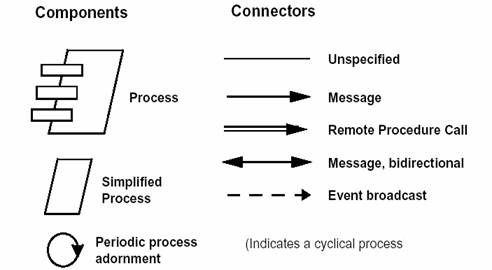 Components
Connectors
Unspecified
Process
Message
Remote Procedure Call
Message, bidirectional
Simplified
Process
Event broadcast
Periodic process
adornment
(Indicates a cyclical process